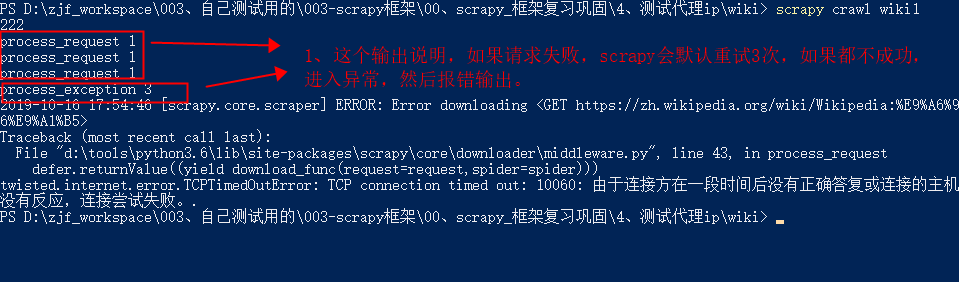 PS D:\zjf_workspace\003、自己测试用的\003-scrapy框架\00、scrapy_框架复习巩固\4、测试代理ip\wiki> scrapy crawl wiki1
222
process_request 1
process_request 1
process_request 1
1、这个输出说明，如果请求失败，scrapy会默认重试3次，如果都不成功，
进入异常，然后报错输出。
process_exception 3
2019-10-16 17:54:46 [scrapy.core.scraper] ERROR: Error downloading <GET https://zh.wikipedia.org/wiki/Wikipedia:%E9%A6%9
6%E9%A1%B5>
Traceback (most recent call last):
File "d:\tools\python3.6\lib\site-packages\scrapy\core\downloader\middleware.py", line 43, in process_request
defer.returnValue((yield download_func(request=request,spider=spider)))
twisted.internet.error.TCPTimedOutError: TCP connection timed out: 10060: 由于连接方在一段时间后没有正确答复或连接的主机
没有反应，连接尝试失败。.
PS D:\zjf_workspace\003、自己测试用的\003-scrapy框架\00、scrapy_框架复习巩固\4、测试代理ip\wiki>